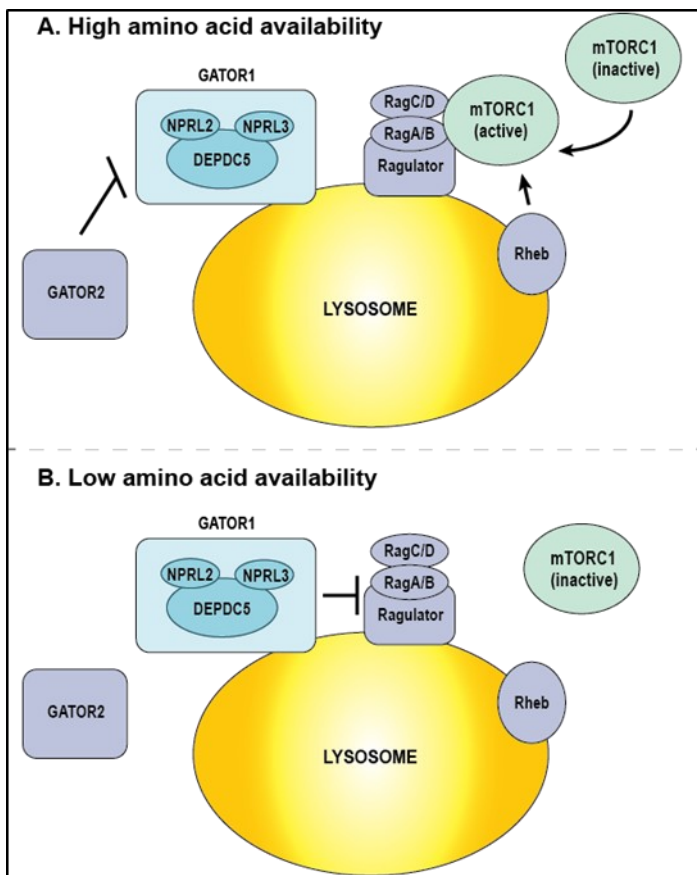 A. High amino acid availability
mTORC1
(inactive)
GATOR1
NPRL2
NPRL3
DEPDC5
RagC/D
RagA/B
Ragulator
mTORC1
(active)
GATOR2
Rheb
LYSOSOME
B. Low amino acid availability
GATOR1
NPRL2
NPRL3
DEPDC5
RagC/D
RagA/B
Ragulator
mTORC1
(inactive)
GATOR2
Rheb
LYSOSOME